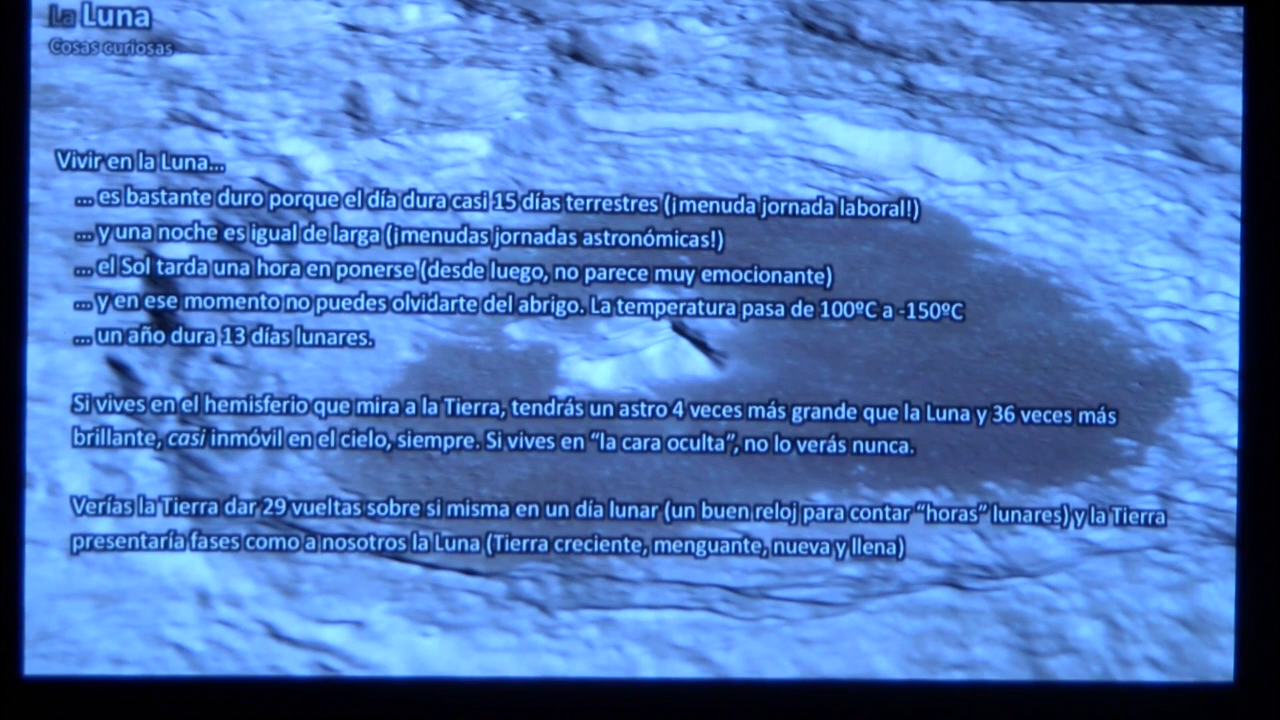 La Luna
Cosas curiosas
Vivir en la Luna...
... es bastante duro porque el día dura casi 15 días terrestres (¡menuda jornada laboral!)
... y una noche es igual de larga (¡menudas jornadas astronómicas!)
... el Sol tarda una hora en ponerse (desde luego, no parece muy emocionante)
... y en ese momento no puedes olvidarte del abrigo. La temperatura pasa de 100ºC a -150ºC
... un año dura 13 días lunares.
Si vives en el hemisferio que mira a la Tierra, tendrás un astro 4 veces más grande que la Luna y 36 veces más
brillante, casi inmóvil en el cielo, siempre. Si vives en “la cara oculta”, no lo verás nunca.
Verías la Tierra dar 29 vueltas sobre si misma en un día lunar (un buen reloj para contar “horas” lunares) y la Tierra
presentaría fases como a nosotros la Luna (Tierra creciente, menguante, nueva y llena)